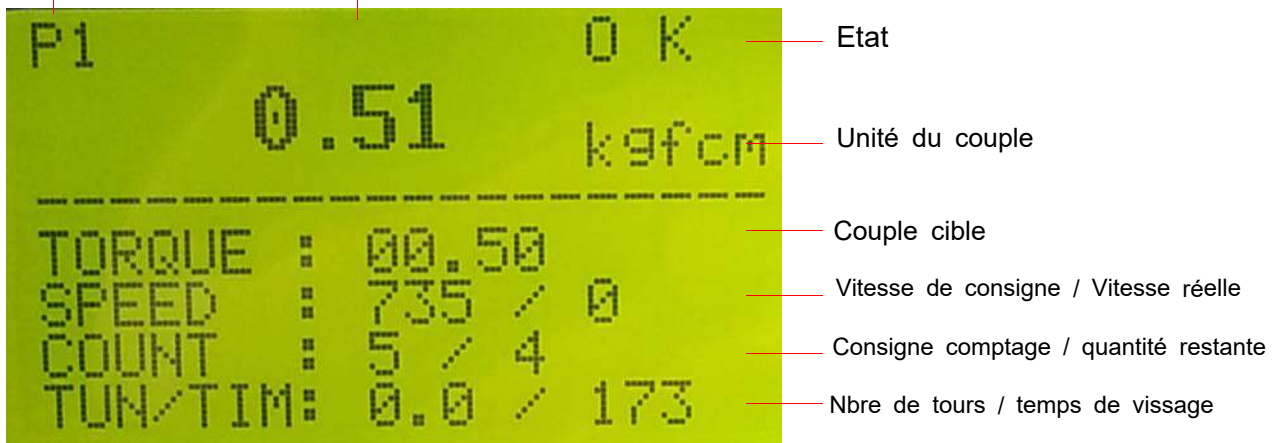 P1 OK Etat
0.51
kgfcm Unité du couple
TORQUE : 00.50 Couple cible
SPEED : 735 / 0 Vitesse de consigne / Vitesse réelle
COUNT : 5 / 4 Consigne comptage / quantité restante
TUN/TIM: 0.0 / 173 Nbre de tours / temps de vissage